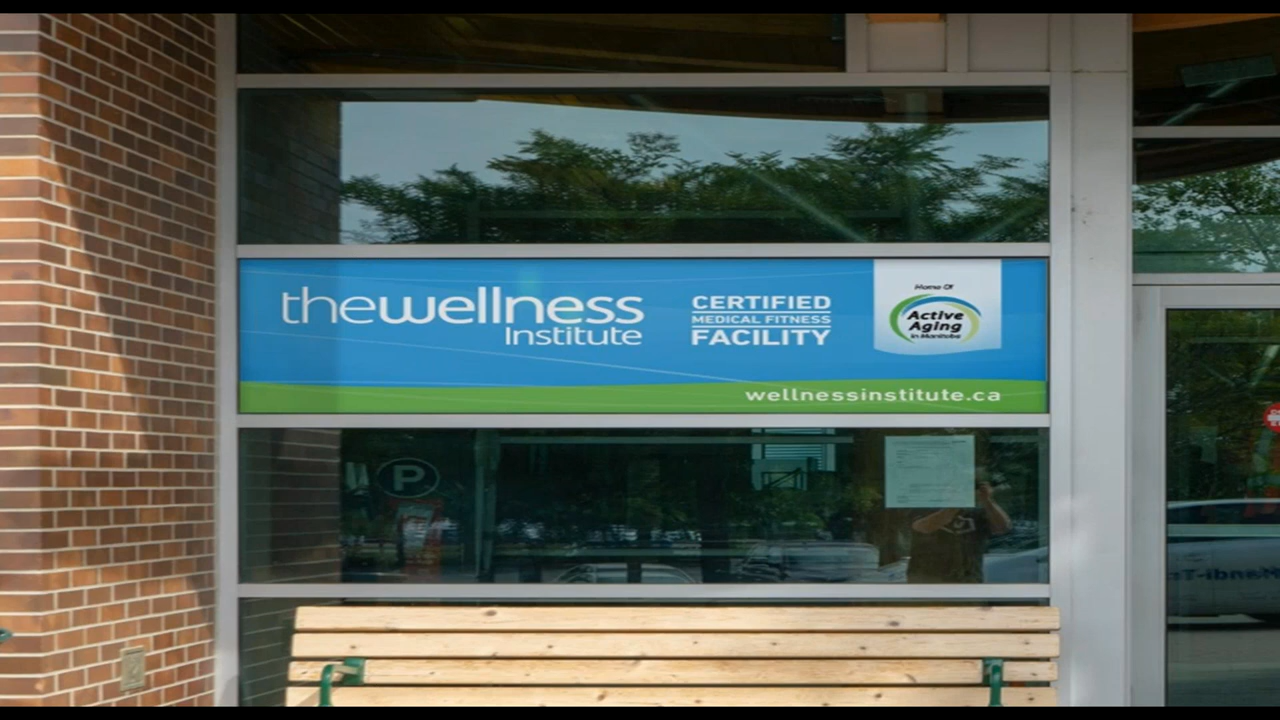 thewellness
Institute
CERTIFIED
MEDICAL FITNESS
FACILITY
Home Of
Active
Aging
in Manitoba
wellnessinstitute.ca
P